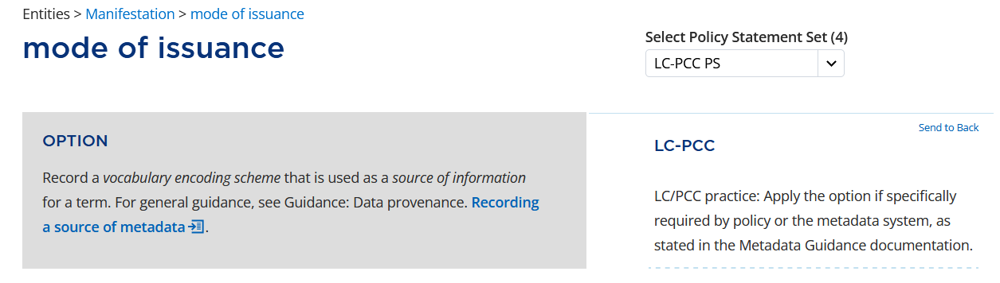 Entities > Manifestation > mode of issuance
mode of issuance
Select Policy Statement Set (4)
LC-PCC PS
OPTION
Record a vocabulary encoding scheme that is used as a source of information
for a term. For general guidance, see Guidance: Data provenance. Recording
a source of metadata.
Send to Back
LC-PCC
LC/PCC practice: Apply the option if specifically
required by policy or the metadata system, as
stated in the Metadata Guidance documentation.